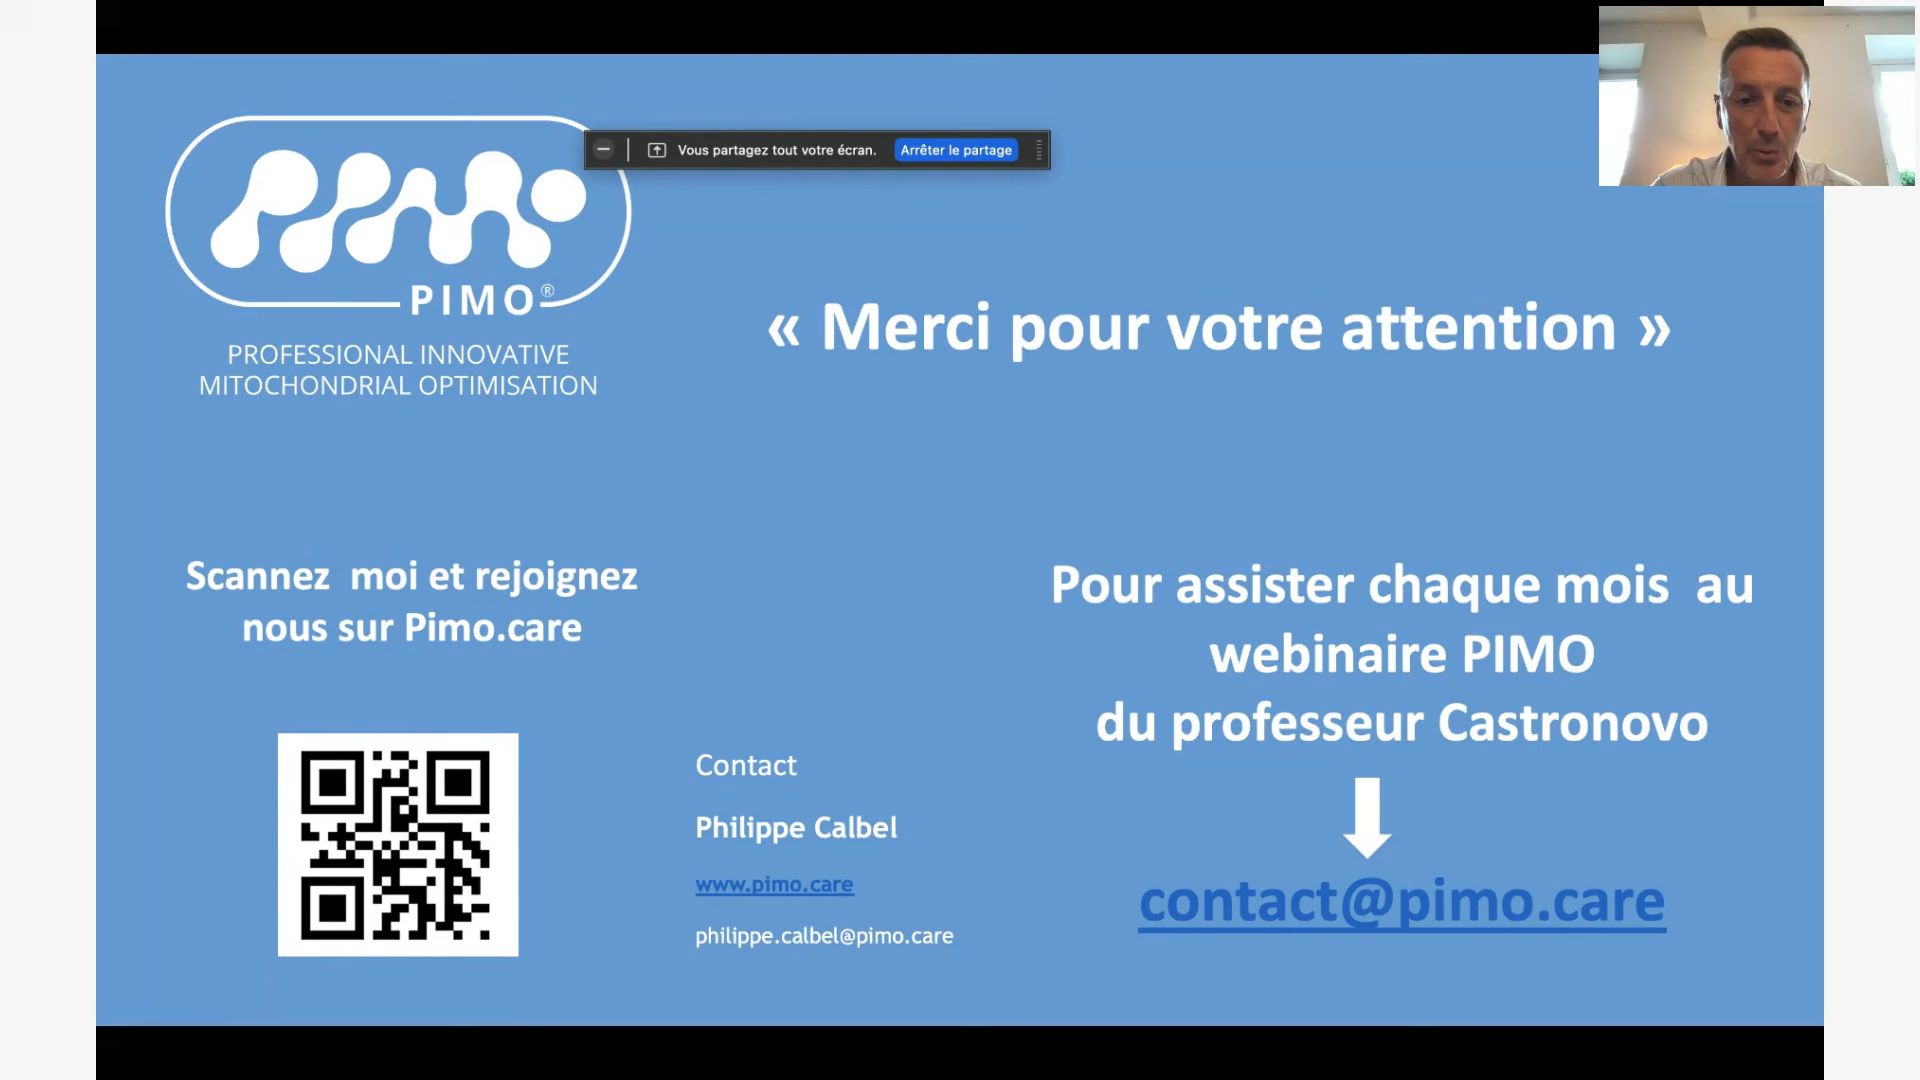 Vous partagez tout votre écran. Arrêter le partage
PIMO®
PROFESSIONAL INNOVATIVE
MITOCHONDRIAL OPTIMISATION
« Merci pour votre attention »
Scannez moi et rejoignez
nous sur Pimo.care
Contact
Philippe Calbel
www.pimo.care
philippe.calbel@pimo.care
Pour assister chaque mois au
webinaire PIMO
du professeur Castronovo
contact@pimo.care